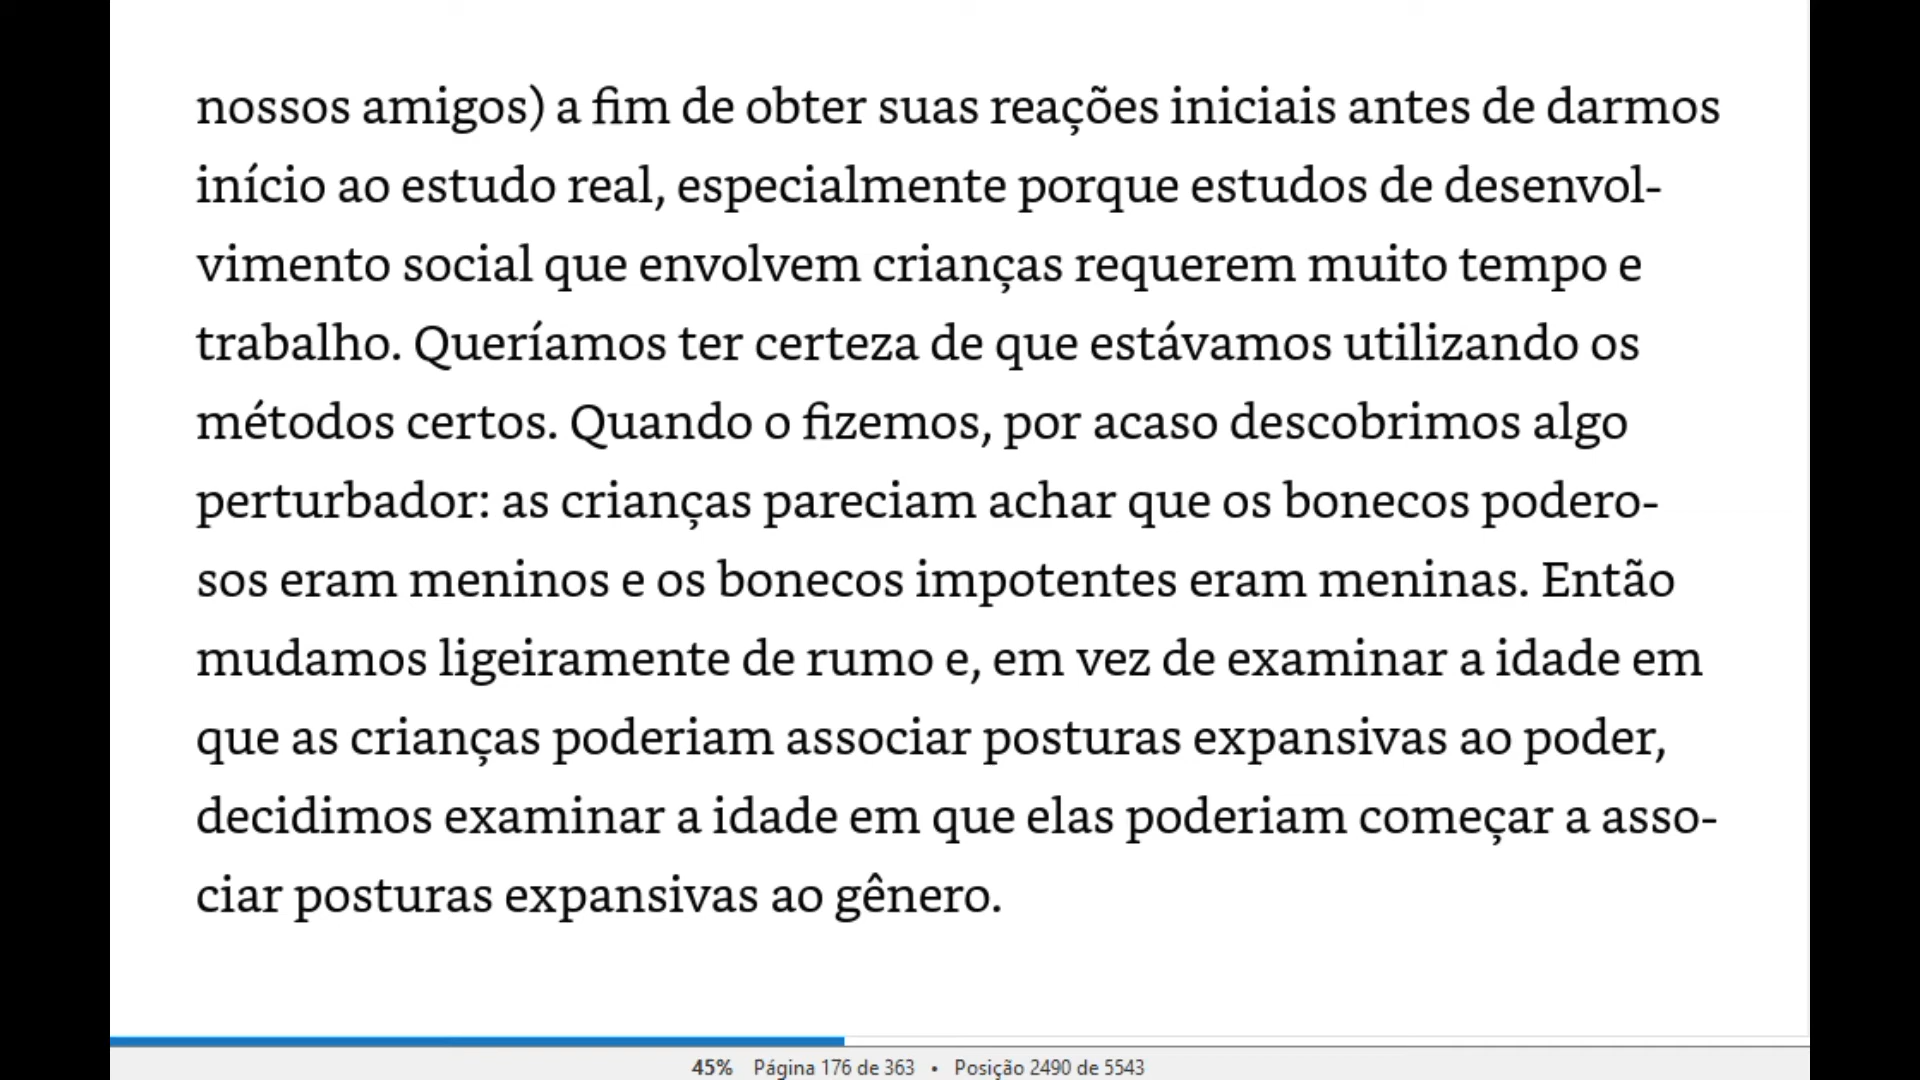 nossos amigos) a fim de obter suas reações iniciais antes de darmos
início ao estudo real, especialmente porque estudos de desenvol-
vimento social que envolvem crianças requerem muito tempo e
trabalho. Queríamos ter certeza de que estávamos utilizando os
métodos certos. Quando o fizemos, por acaso descobrimos algo
perturbador: as crianças pareciam achar que os bonecos podero-
sos eram meninos e os bonecos impotentes eram meninas. Então
mudamos ligeiramente de rumo e, em vez de examinar a idade em
que as crianças poderiam associar posturas expansivas ao poder,
decidimos examinar a idade em que elas poderiam começar a asso-
ciar posturas expansivas ao gênero.
45% Página 176 de 363 • Posição 2490 de 5543